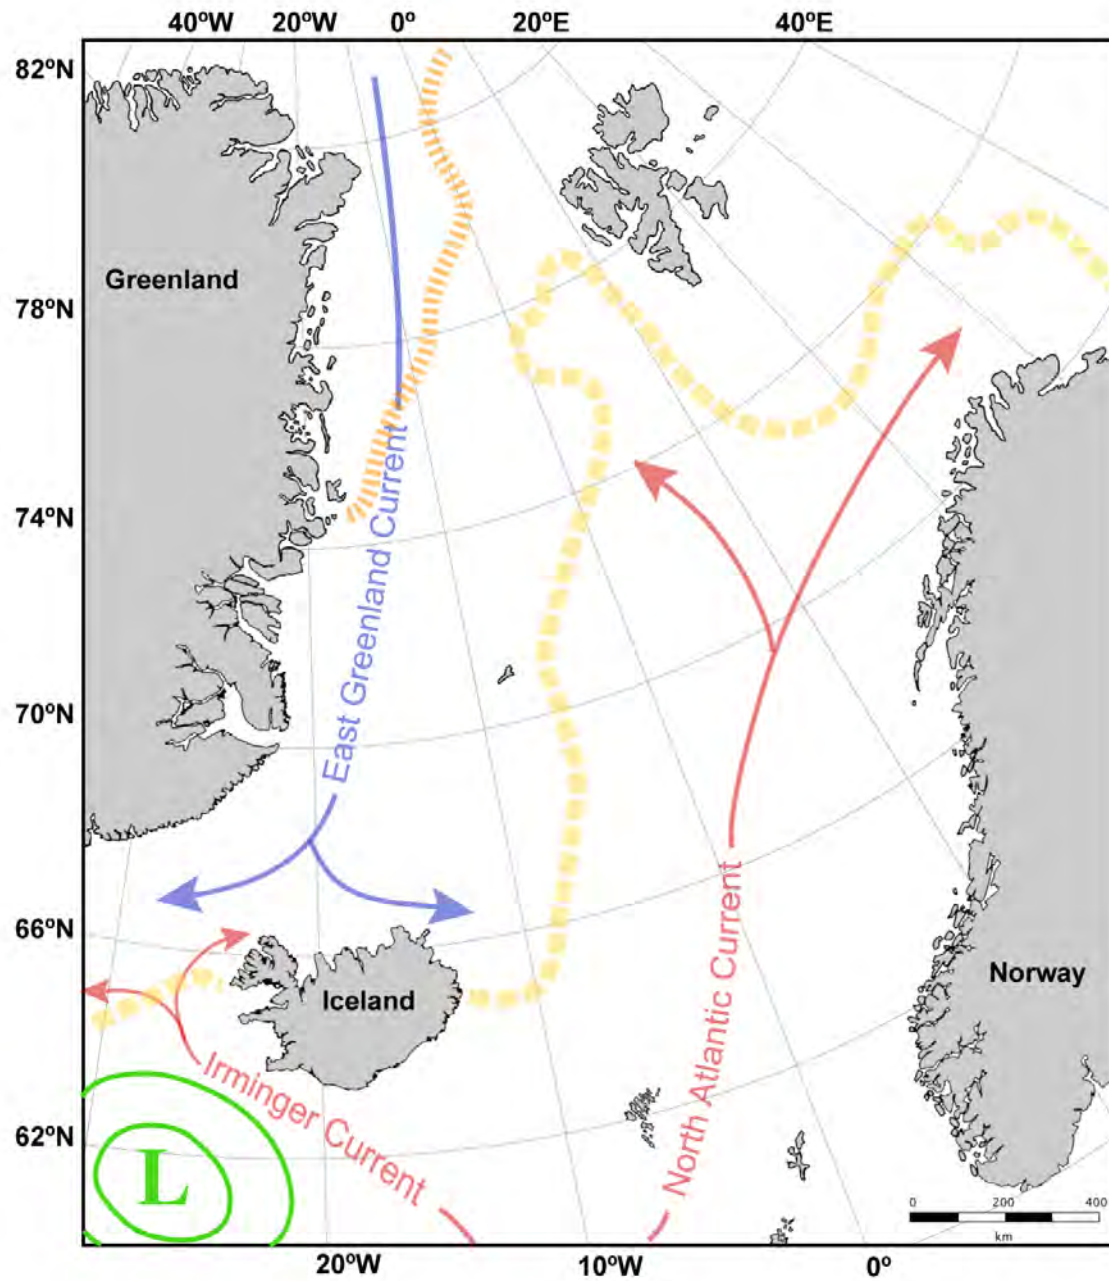 40ºW 20ºW 0º 20ºE 40ºE
82ºN
Greenland
78ºN
East Greenland Current
74ºN
70ºN
66ºN
Iceland
Norway
North Atlantic Current
Irminger Current
62ºN
L
0 200 400
km
20ºW 10ºW 0º